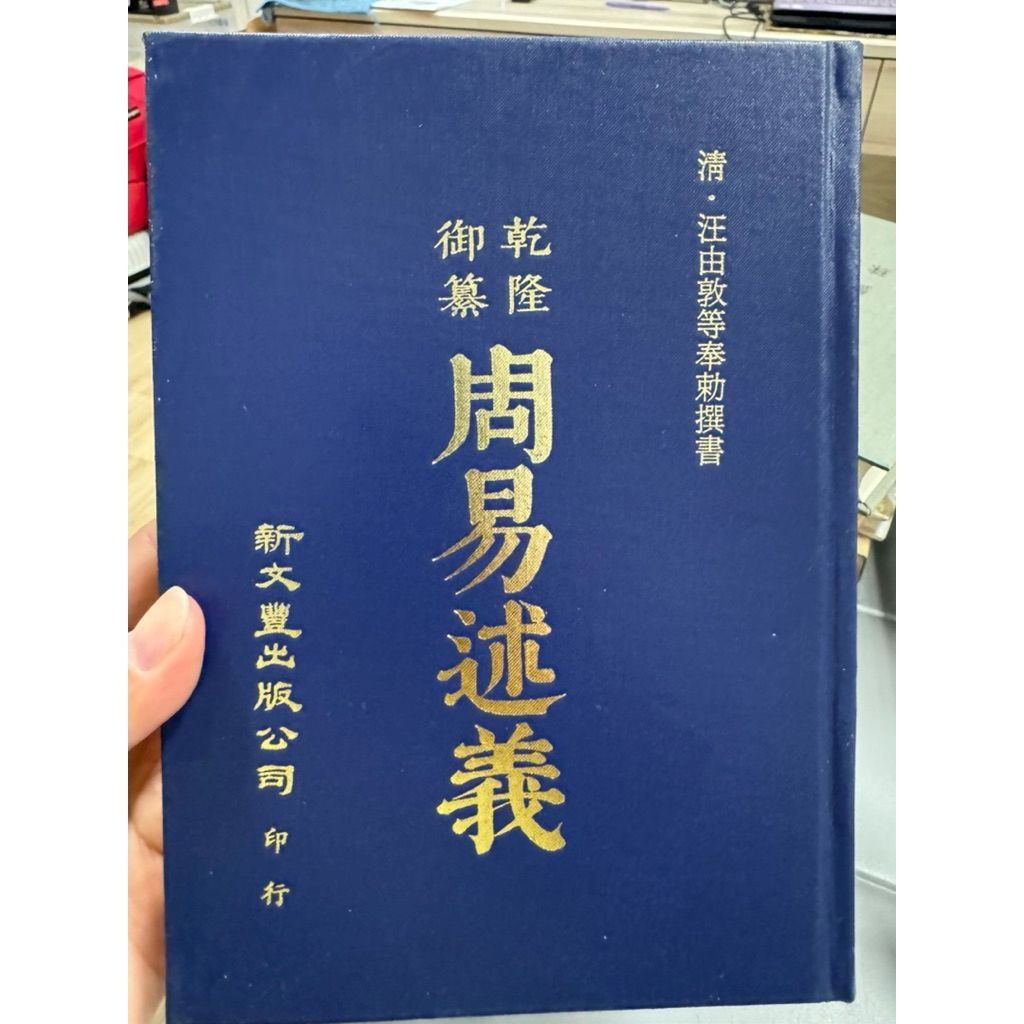 清·汪由敦等奉勅撰書
乾隆
御纂
周易述義
新文豐出版公司 印行